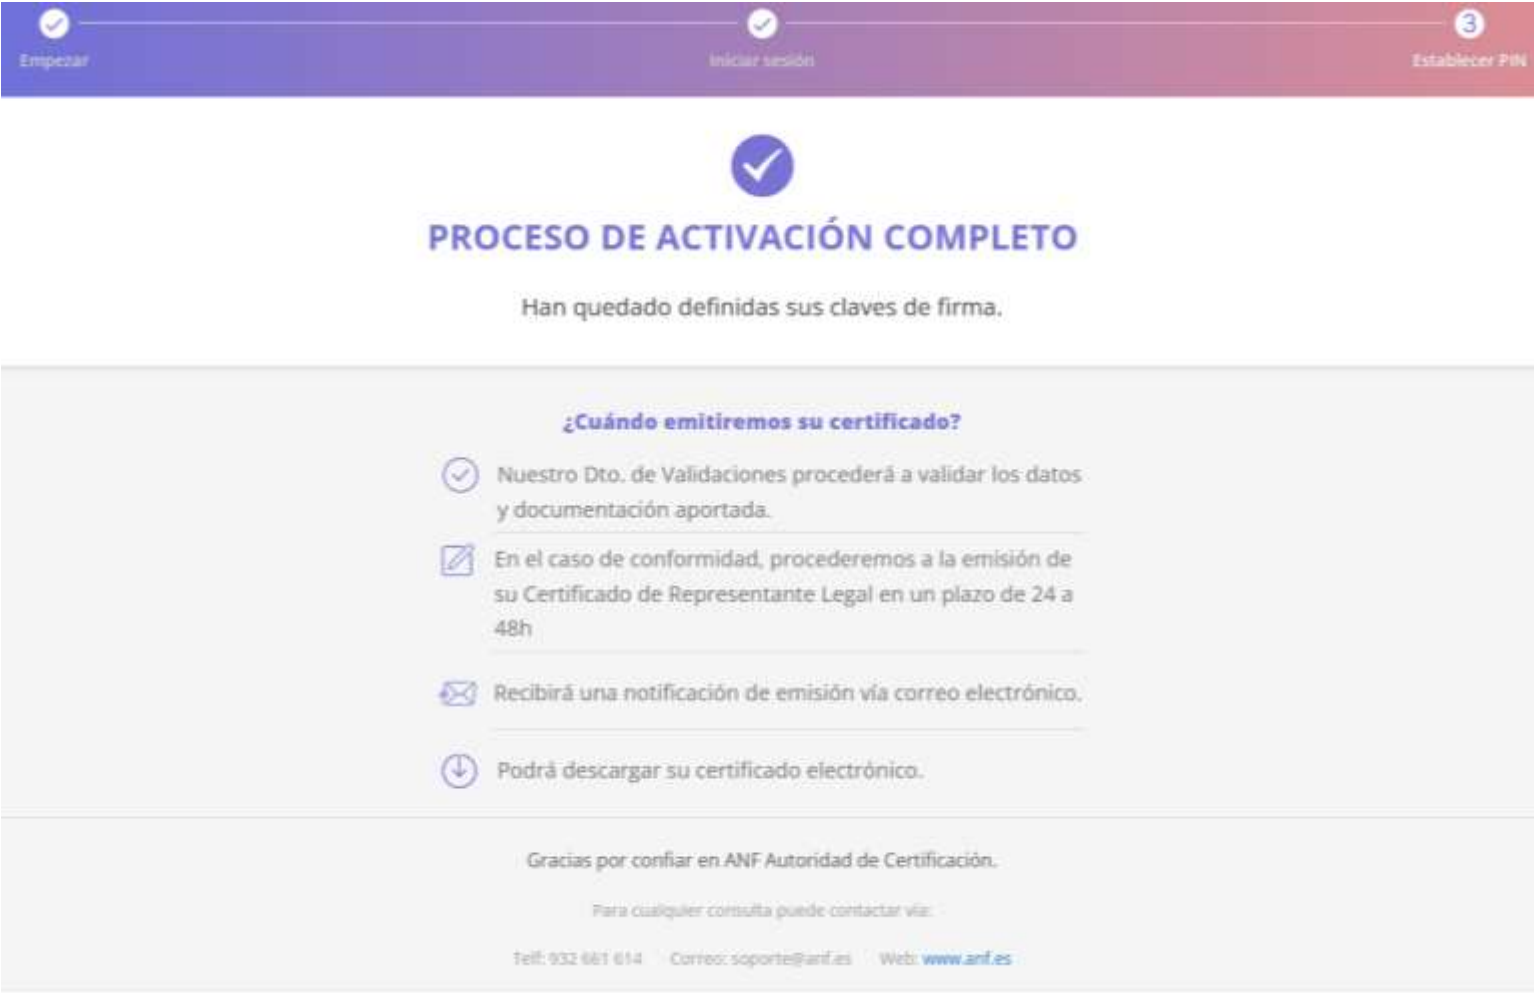 3
Empezar
Iniciar sesión
Establecer PIN
PROCESO DE ACTIVACIÓN COMPLETO
Han quedado definidas sus claves de firma.
¿Cuándo emitiremos su certificado?
Nuestro Dto. de Validaciones procederá a validar los datos
y documentación aportada.
En el caso de conformidad, procederemos a la emisión de
su Certificado de Representante Legal en un plazo de 24 a
48h
Recibirá una notificación de emisión vía correo electrónico.
Podrá descargar su certificado electrónico.
Gracias por confiar en ANF Autoridad de Certificación.
Para cualquier consulta puede contactar vía:
Telf: 932 661 614 Correo: soporte@anf.es Web: www.anf.es